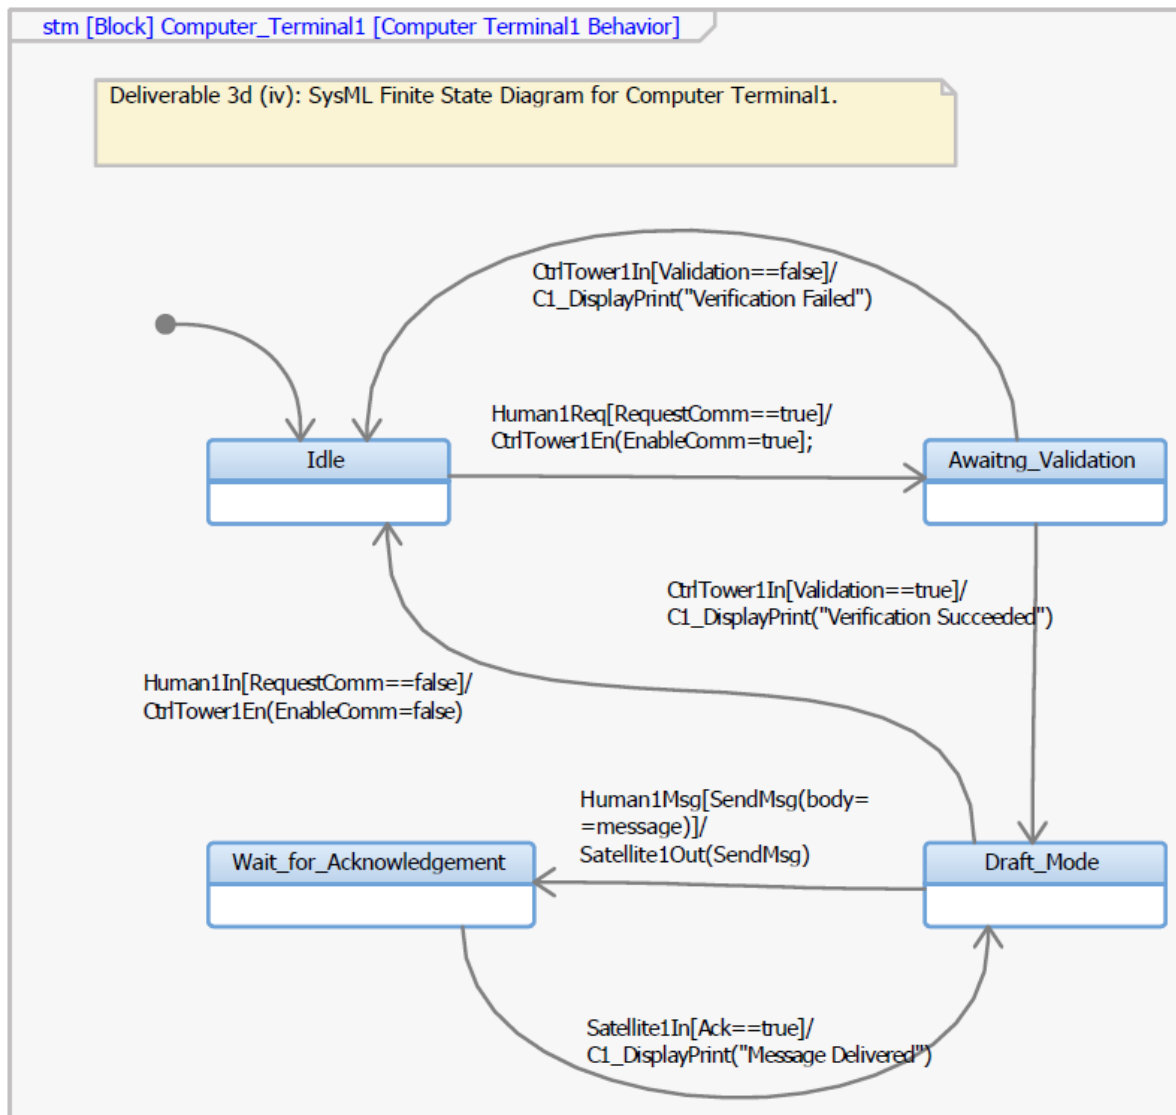 stm [Block] Computer_Terminal1 [Computer Terminal1 Behavior]
Deliverable 3d (iv): SysML Finite State Diagram for Computer Terminal1.
CtrlTower1In[Validation==false]/
C1_DisplayPrint("Verification Failed")
Human1Req[RequestComm==true]/
CtrlTower1En(EnableComm=true];
Idle
Awaitng_Validation
CtrlTower1In[Validation==true]/
C1_DisplayPrint("Verification Succeeded")
Human1In[RequestComm==false]/
CtrlTower1En(EnableComm=false)
Human1Msg[SendMsg(body=
=message)]/
Satellite1Out(SendMsg)
Wait_for_Acknowledgement
Draft_Mode
Satellite1In[Ack==true]/
C1_DisplayPrint("Message Delivered")